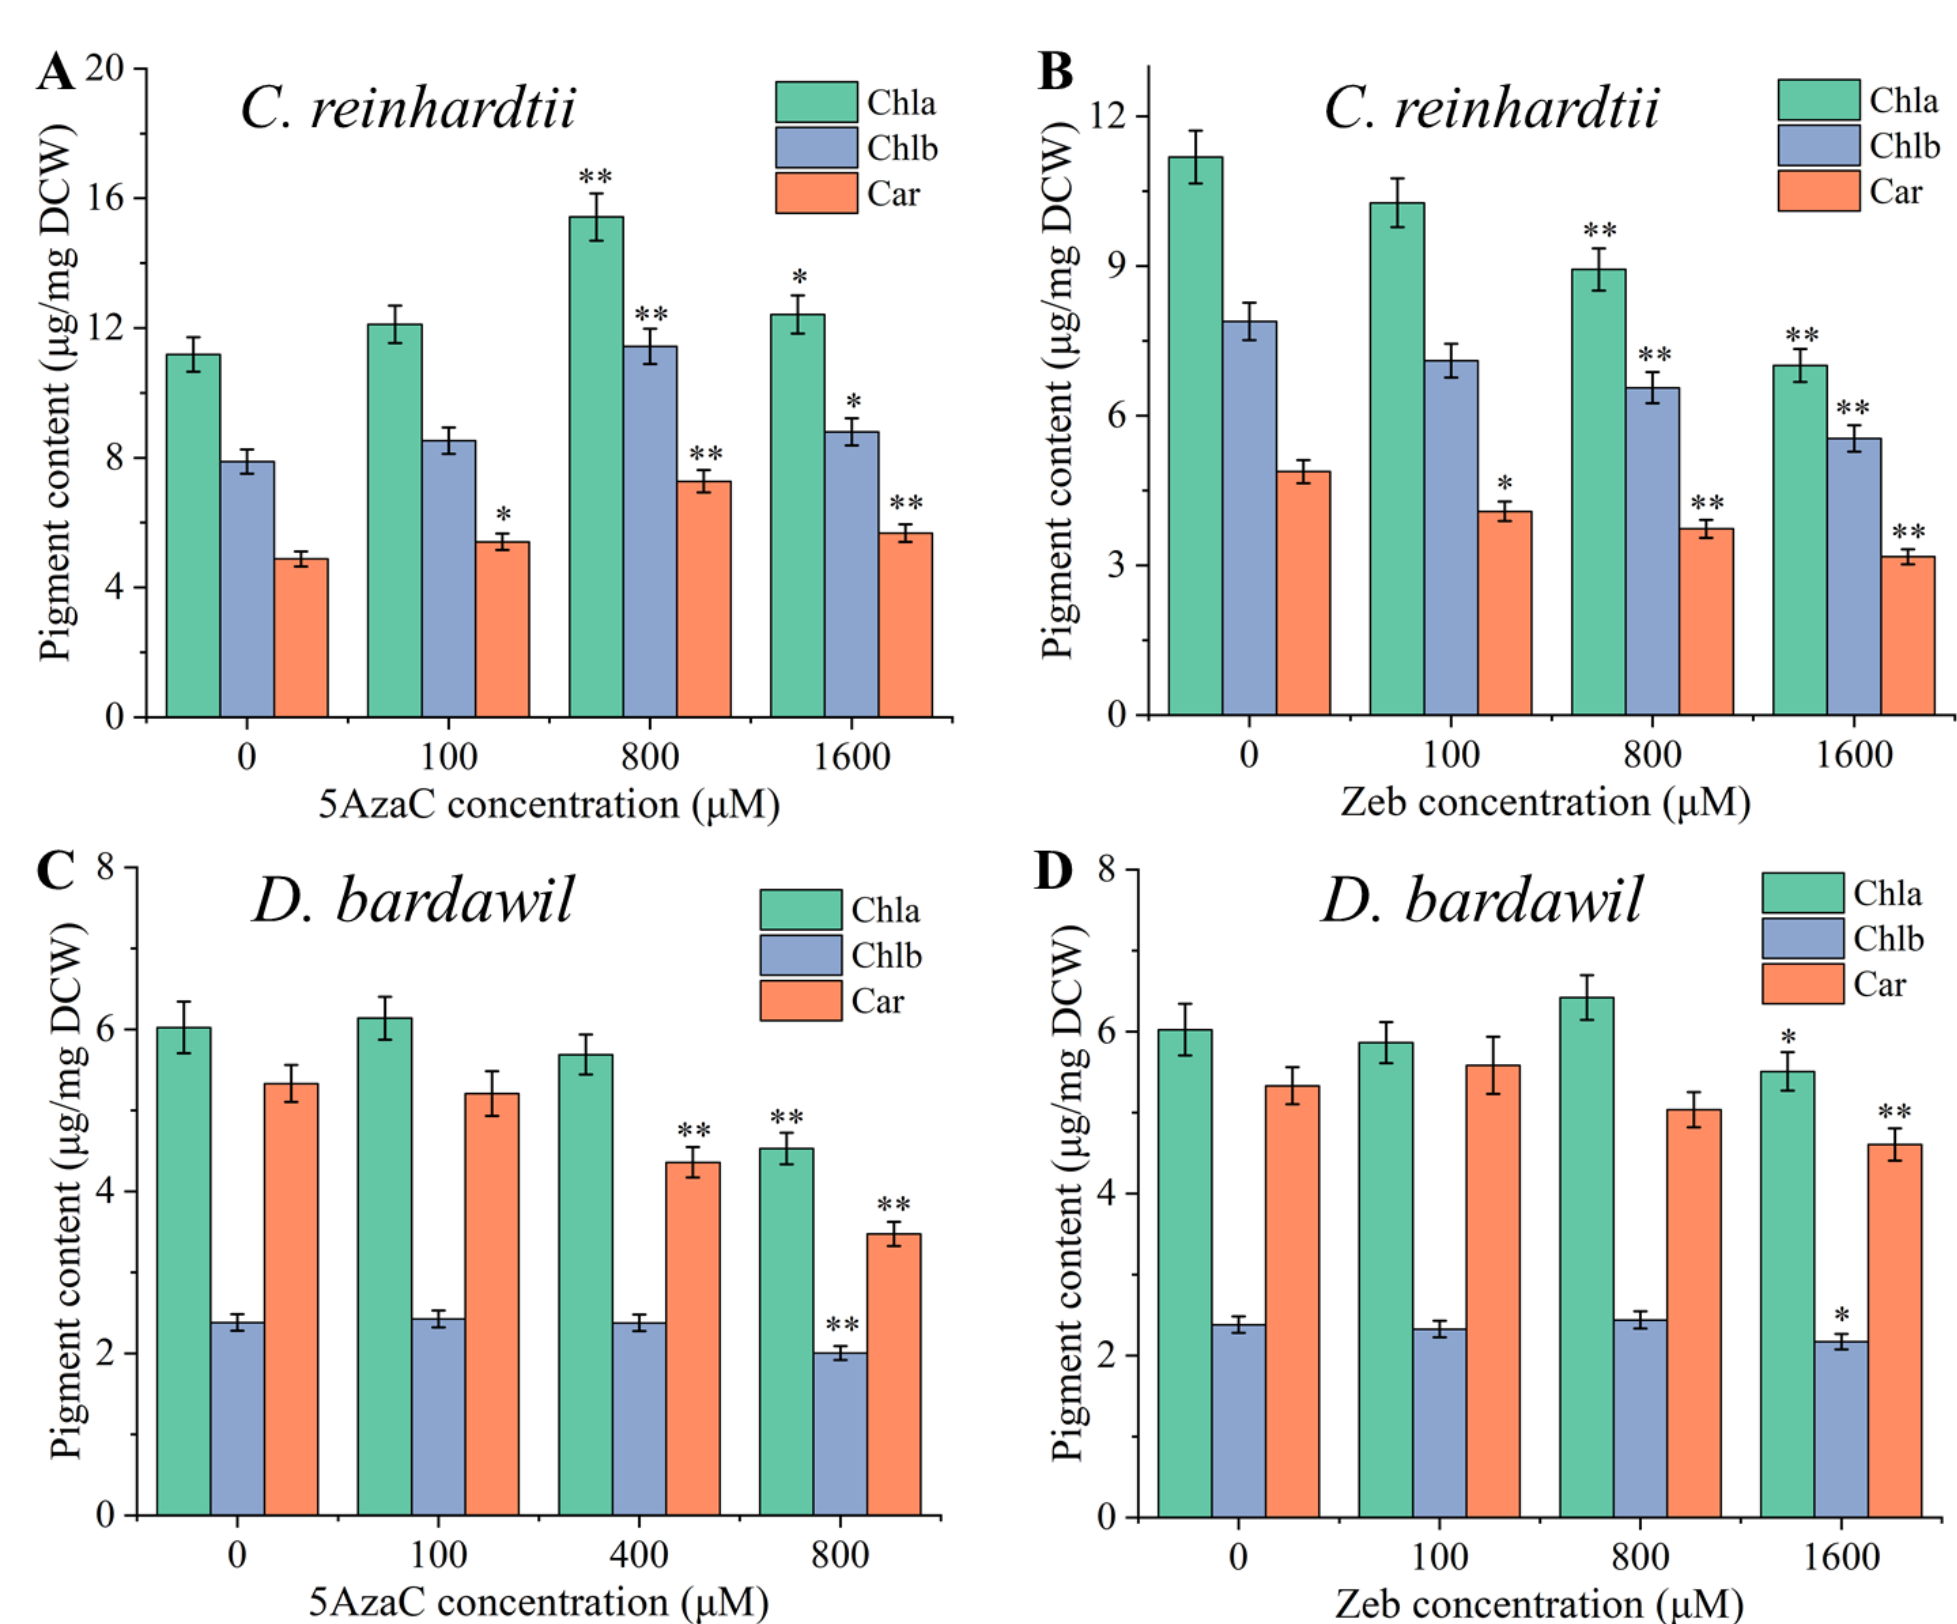 A
C. reinhardtii
Chla
Chlb
Car
Pigment content (μg/mg DCW)
20
16
12
8
4
0
** 
*
**
*
*
**
**
0 100 800 1600
5AzaC concentration (μM)
B
C. reinhardtii
Chla
Chlb
Car
Pigment content (μg/mg DCW)
12
9
6
3
0
**
**
**
**
*
**
**
0 100 800 1600
Zeb concentration (μM)
C
D. bardawil
Chla
Chlb
Car
Pigment content (μg/mg DCW)
8
6
4
2
0
**
**
**
**
0 100 400 800
5AzaC concentration (μM)
D
D. bardawil
Chla
Chlb
Car
Pigment content (μg/mg DCW)
8
6
4
2
0
*
**
*
0 100 800 1600
Zeb concentration (μM)